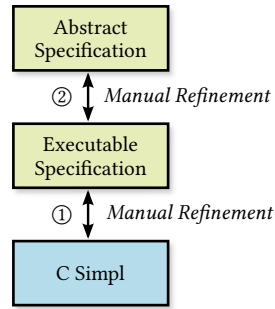 Abstract
Specification
② Manual Refinement
Executable
Specification
① Manual Refinement
C Simpl